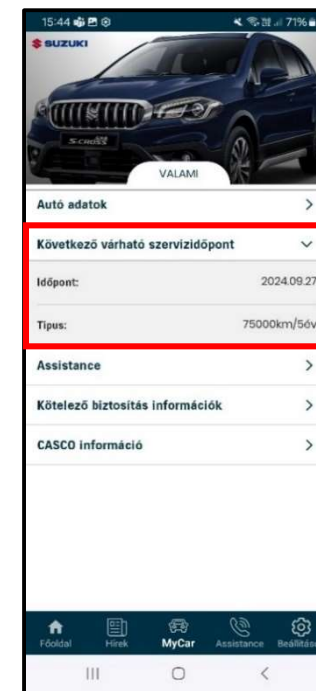 15:44 71%
SUZUKI
S-CROSS
VALAMI
Autó adatok
Következő várható szervizidőpont
Időpont: 2024.09.27
Típus: 75000km/5év
Assistance
Kötelező biztosítás információk
CASCO információ
Főoldal Hírek MyCar Assistance Beállítások